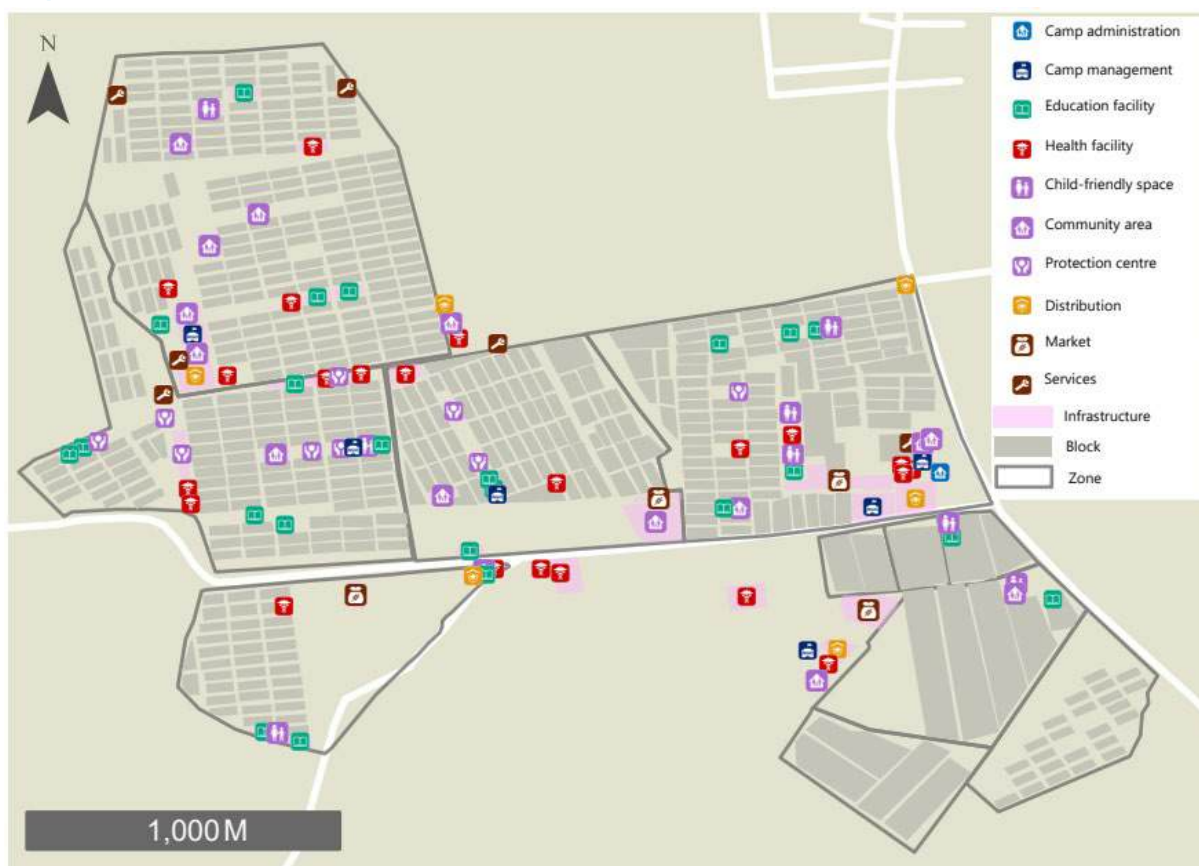 N
Camp administration
Camp management
Education facility
Health facility
Child-friendly space
Community area
Protection centre
Distribution
Market
Services
Infrastructure
Block
Zone
1,000 M